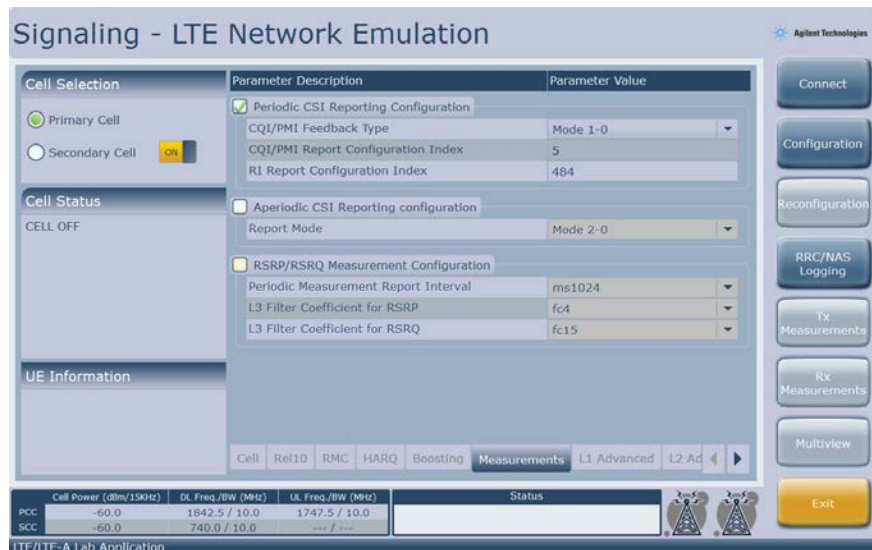 Signaling - LTE Network Emulation
Agilent Technologies
Cell Selection
Primary Cell
Secondary Cell ON
Cell Status
CELL OFF
UE Information
Parameter Description Parameter Value
Periodic CSI Reporting Configuration
CQI/PMI Feedback Type Mode 1-0
CQI/PMI Report Configuration Index 5
RI Report Configuration Index 484
Aperiodic CSI Reporting configuration
Report Mode Mode 2-0
RSRP/RSRQ Measurement Configuration
Periodic Measurement Report Interval ms1024
L3 Filter Coefficient for RSRP fc4
L3 Filter Coefficient for RSRQ fc15
Cell Rel10 RMC HARQ Boosting Measurements L1 Advanced L2 Ad
Connect
Configuration
Reconfiguration
RRC/NAS
Logging
Tx
Measurements
Rx
Measurements
Multiview
Exit
Cell Power (dBm/15KHz) DL Freq./BW (MHz) UL Freq./BW (MHz) Status
PCC -60.0 1842.5 / 10.0 1747.5 / 10.0
SCC -60.0 740.0 / 10.0 --- / ---
LTE/LTE-A Lab Application